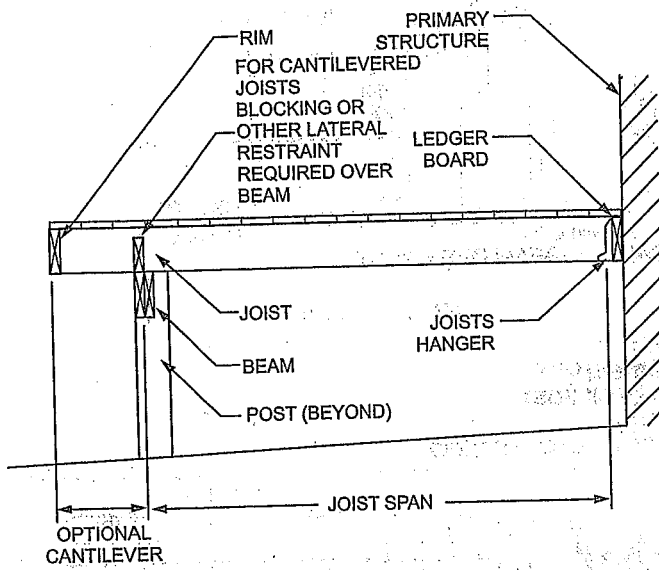 RIM
FOR CANTILEVERED
JOISTS
BLOCKING OR
OTHER LATERAL
RESTRAINT
REQUIRED OVER
BEAM
PRIMARY
STRUCTURE
LEDGER
BOARD
JOIST
BEAM
POST (BEYOND)
JOISTS
HANGER
JOIST SPAN
OPTIONAL
CANTILEVER